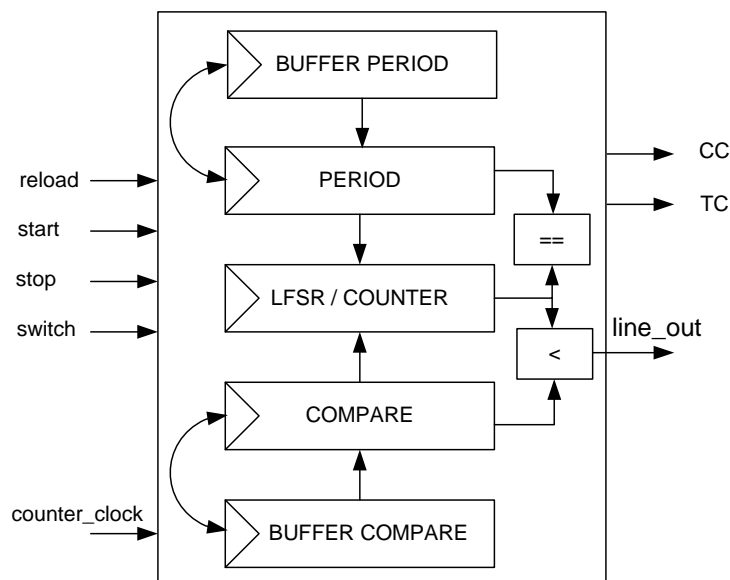 BUFFER PERIOD
PERIOD
==
LFSR / COUNTER
<
COMPARE
BUFFER COMPARE
reload
start
stop
switch
counter_clock
CC
TC
line_out